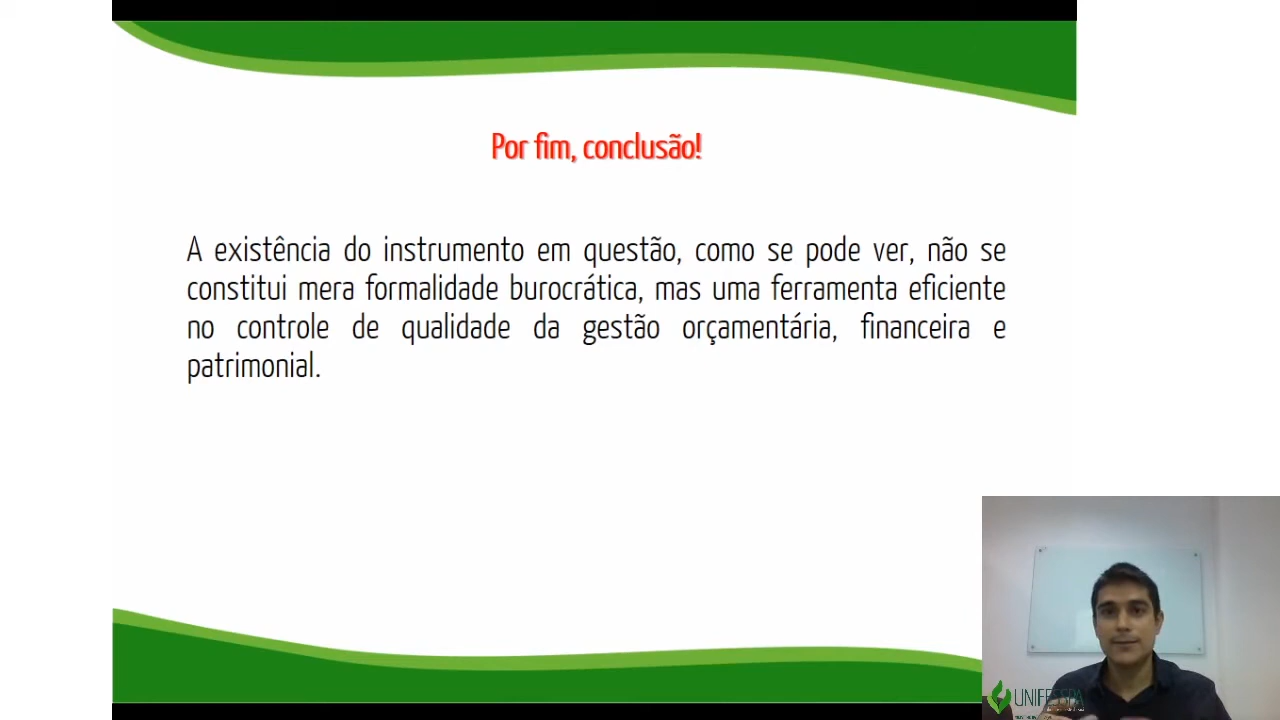 Por fim, conclusão!
A existência do instrumento em questão, como se pode ver, não se
constitui mera formalidade burocrática, mas uma ferramenta eficiente
no controle de qualidade da gestão orçamentária, financeira e
patrimonial.
UNIFESSPA